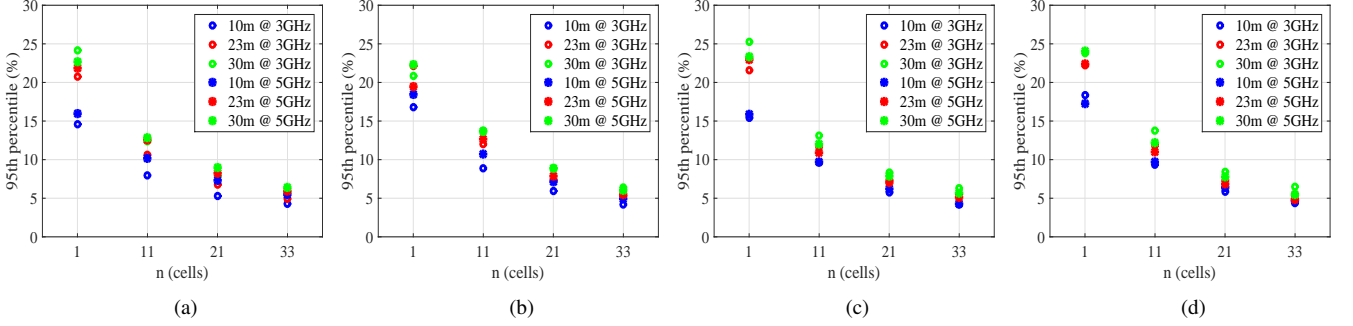 95th percentile (%)
30
25
20
15
10
5
0
1
11
21
33
n (cells)
10m @ 3GHz
23m @ 3GHz
30m @ 3GHz
10m @ 5GHz
23m @ 5GHz
30m @ 5GHz
(a)
95th percentile (%)
30
25
20
15
10
5
0
1
11
21
33
n (cells)
10m @ 3GHz
23m @ 3GHz
30m @ 3GHz
10m @ 5GHz
23m @ 5GHz
30m @ 5GHz
(b)
95th percentile (%)
30
25
20
15
10
5
0
1
11
21
33
n (cells)
10m @ 3GHz
23m @ 3GHz
30m @ 3GHz
10m @ 5GHz
23m @ 5GHz
30m @ 5GHz
(c)
95th percentile (%)
30
25
20
15
10
5
0
1
11
21
33
n (cells)
10m @ 3GHz
23m @ 3GHz
30m @ 3GHz
10m @ 5GHz
23m @ 5GHz
30m @ 5GHz
(d)